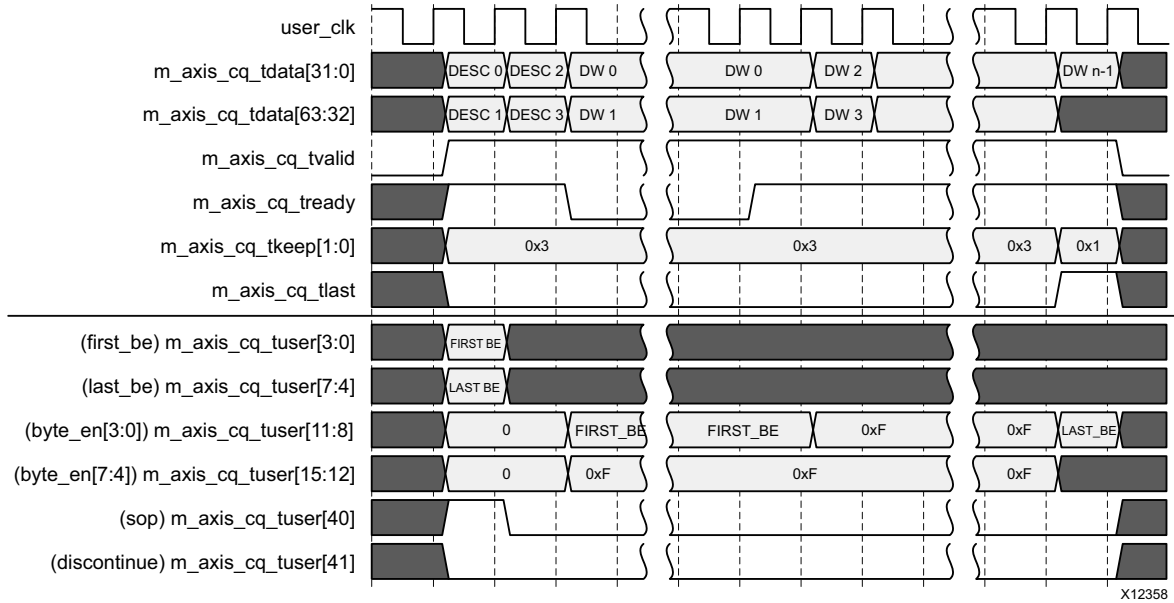 user_clk
m_axis_cq_tdata[31:0] DESC 0 DESC 2 DW 0 DW 0 DW 2 DW n-1
m_axis_cq_tdata[63:32] DESC 1 DESC 3 DW 1 DW 1 DW 3
m_axis_cq_tvalid
m_axis_cq_tready
m_axis_cq_tkeep[1:0] 0x3 0x3 0x3 0x1
m_axis_cq_tlast
(first_be) m_axis_cq_tuser[3:0] FIRST BE
(last_be) m_axis_cq_tuser[7:4] LAST BE
(byte_en[3:0]) m_axis_cq_tuser[11:8] 0 FIRST_BE FIRST_BE 0xF 0xF LAST_BE
(byte_en[7:4]) m_axis_cq_tuser[15:12] 0 0xF 0xF 0xF
(sop) m_axis_cq_tuser[40]
(discontinue) m_axis_cq_tuser[41]
X12358